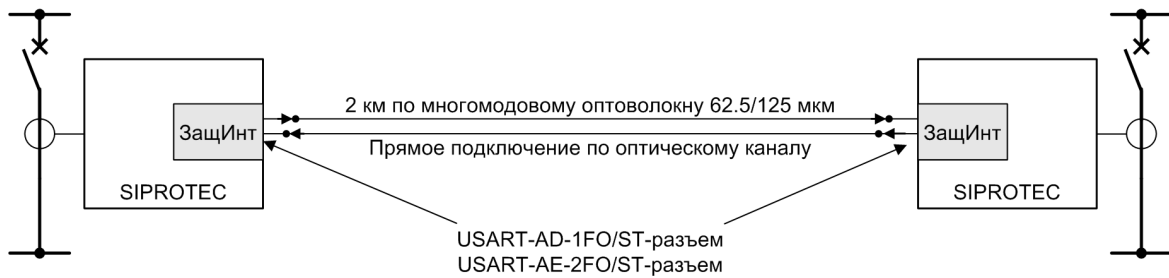 2 км по многомодовому оптоволокну 62.5/125 мкм
ЗащИнт
ЗащИнт
Прямое подключение по оптическому каналу
SIPROTEC
SIPROTEC
USART-AD-1FO/ST-разъем
USART-AE-2FO/ST-разъем